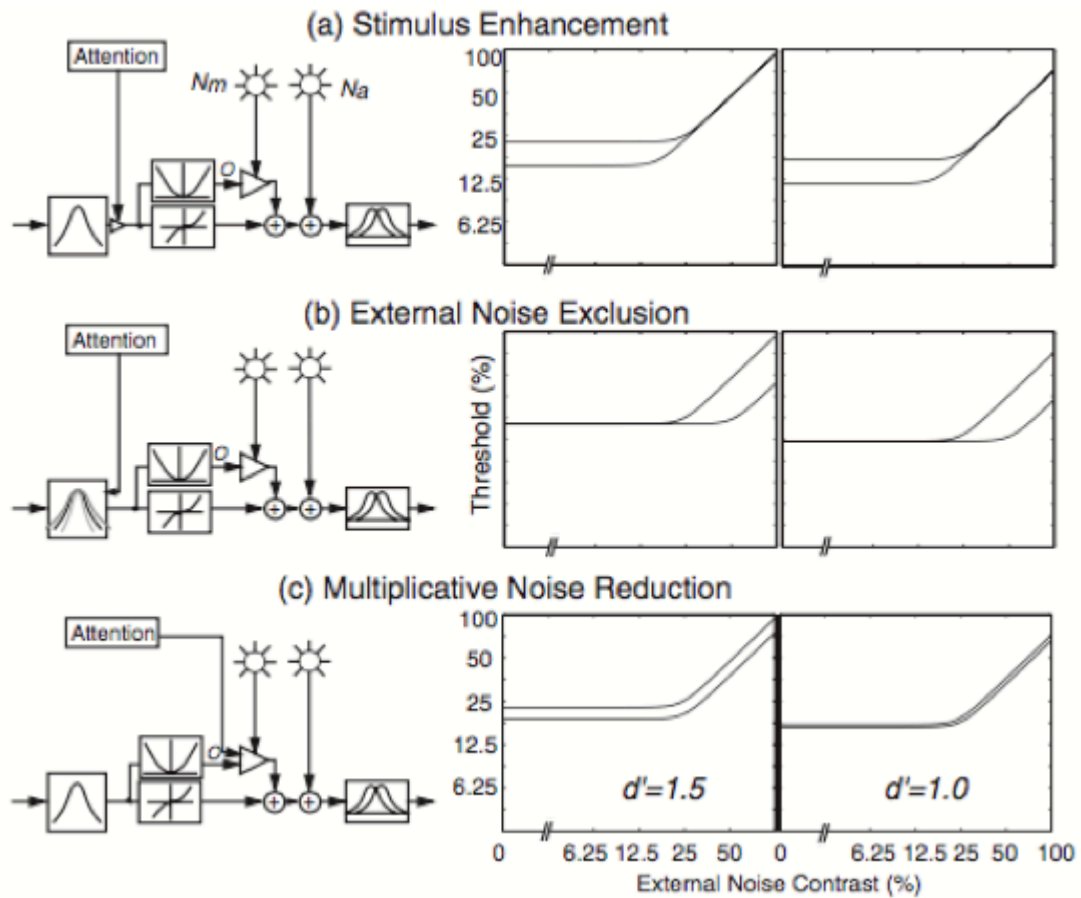 (a) Stimulus Enhancement
Attention
Nm
Na
O
100
50
25
12.5
6.25
(b) External Noise Exclusion
Attention
O
Threshold (%)
(c) Multiplicative Noise Reduction
Attention
O
100
50
25
12.5
6.25
d'=1.5
d'=1.0
0 6.25 12.5 25 50 0 6.25 12.5 25 50 100
External Noise Contrast (%)